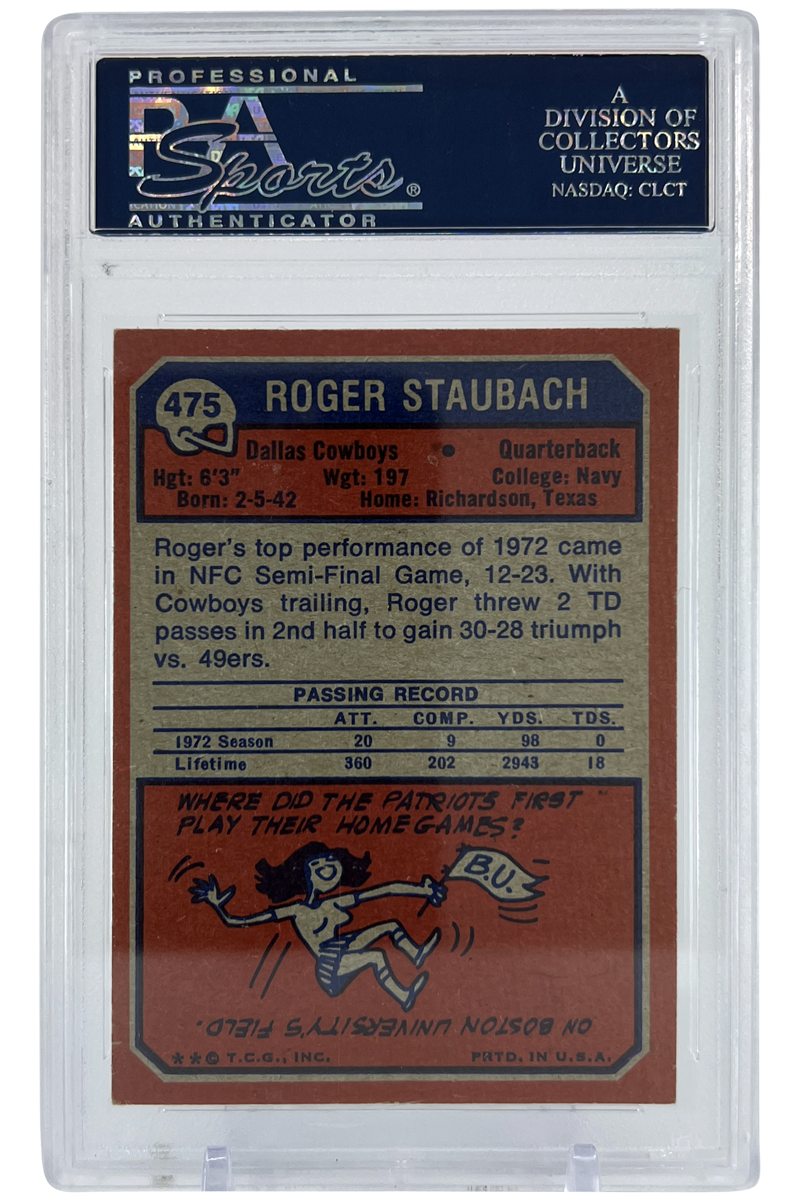 PROFESSIONAL
PSA
Sports®
AUTHENTICATOR
A
DIVISION OF
COLLECTORS
UNIVERSE
NASDAQ: CLCT
475
ROGER STAUBACH
Dallas Cowboys • Quarterback
Hgt: 6'3" Wgt: 197 College: Navy
Born: 2-5-42 Home: Richardson, Texas
Roger's top performance of 1972 came
in NFC Semi-Final Game, 12-23. With
Cowboys trailing, Roger threw 2 TD
passes in 2nd half to gain 30-28 triumph
vs. 49ers.
PASSING RECORD
ATT. COMP. YDS. TDS.
1972 Season 20 9 98 0
Lifetime 360 202 2943 18
WHERE DID THE PATRIOTS FIRST
PLAY THEIR HOME GAMES?
B.U.
ON BOSTON UNIVERSITY'S FIELD.
**© T.C.G., INC. PRTD. IN U.S.A.